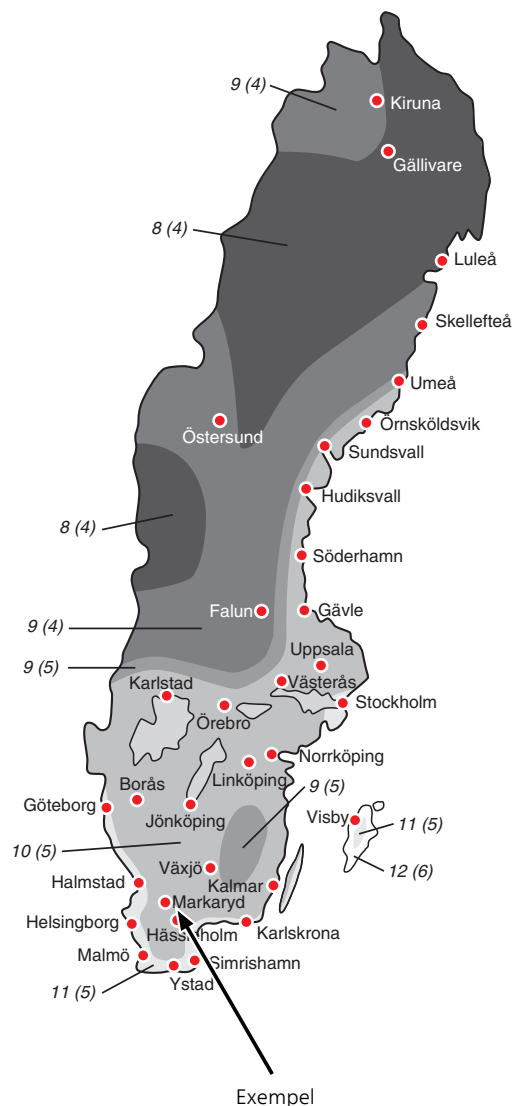 9 (4)
Kiruna
Gällivare
8 (4)
Luleå
Skellefteå
Umeå
Örnsköldsvik
Östersund
Sundsvall
Hudiksvall
8 (4)
Söderhamn
Falun
Gävle
9 (4)
Uppsala
9 (5)
Karlstad
Västerås
Stockholm
Örebro
Norrköping
Linköping
Borås
9 (5)
Göteborg
Jönköping
Visby
11 (5)
10 (5)
12 (6)
Växjö
Halmstad
Kalmar
Markaryd
Helsingborg
Hässleholm
Karlskrona
Malmö
Simrishamn
11 (5)
Ystad
Exempel